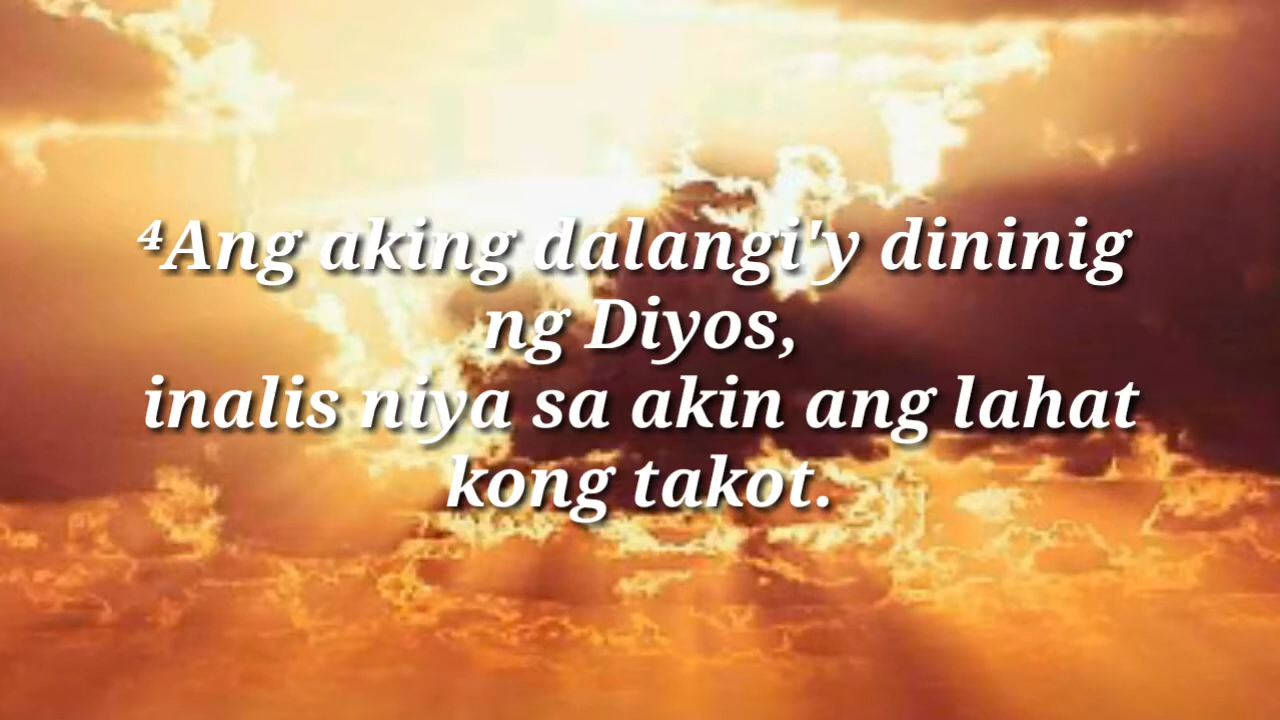 ⁴Ang aking dalangi'y dininig
ng Diyos,
inalis niya sa akin ang lahat
kong takot.